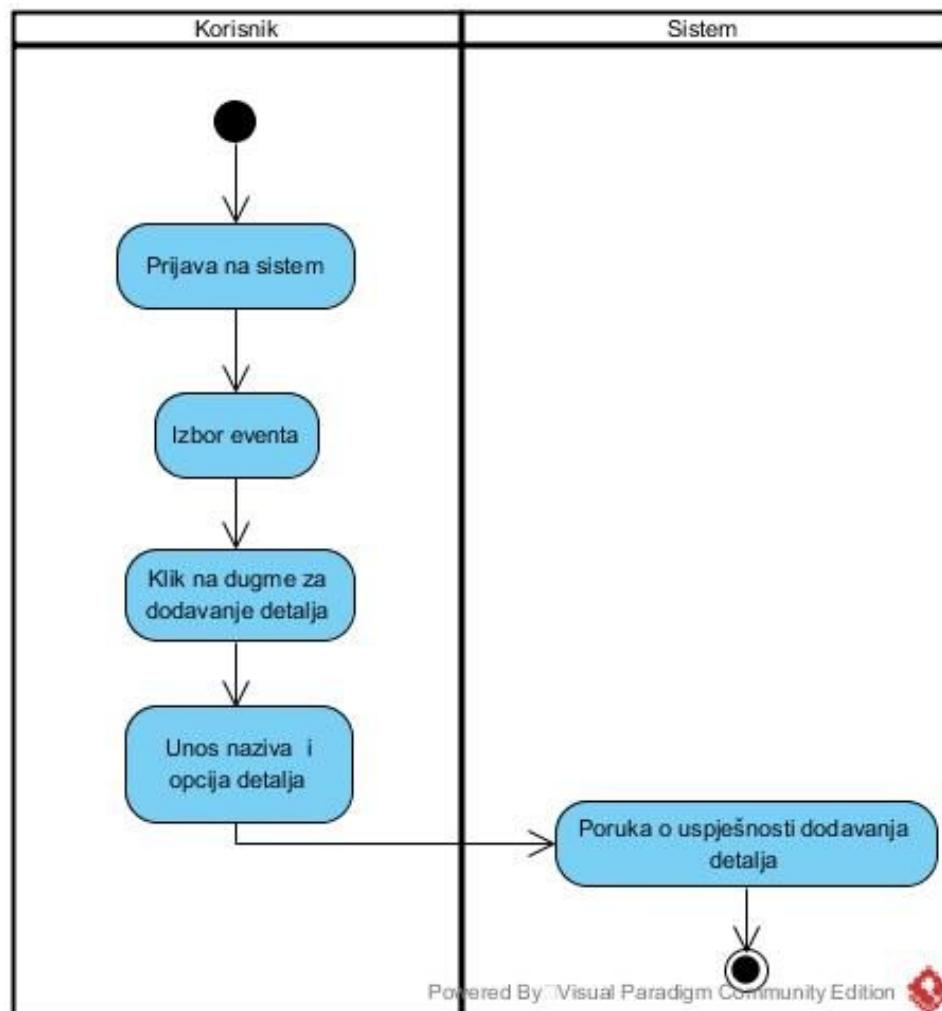 Korisnik
Sistem
Prijava na sistem
Izbor eventa
Klik na dugme za
dodavanje detalja
Unos naziva i
opcija detalja
Poruka o uspješnosti dodavanja
detalja
Powered By Visual Paradigm Community Edition